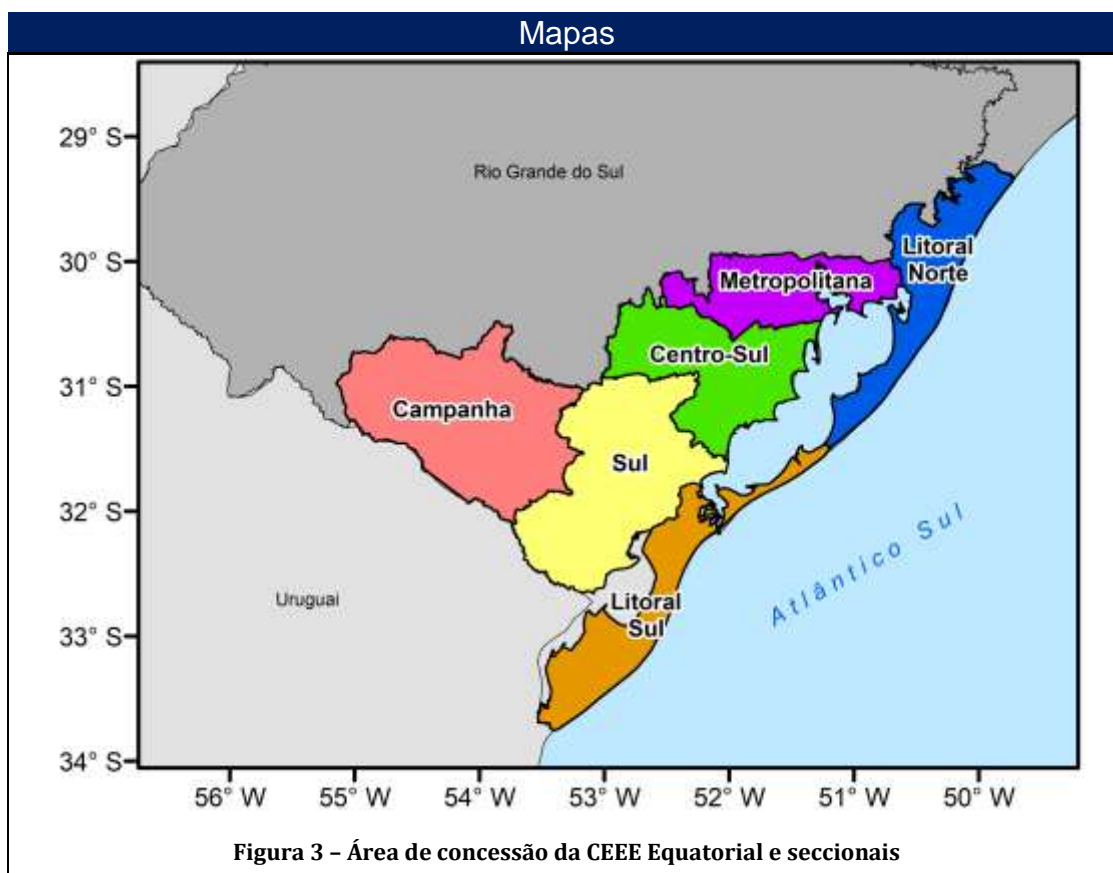 Mapas
29° S
Rio Grande do Sul
30° S
Litoral
Norte
Metropolitana
Centro-Sul
31° S
Campanha
Sul
32° S
Atlântico Sul
Uruguai
Litoral
Sul
33° S
34° S
56° W 55° W 54° W 53° W 52° W 51° W 50° W
Figura 3 – Área de concessão da CEEE Equatorial e seccionais